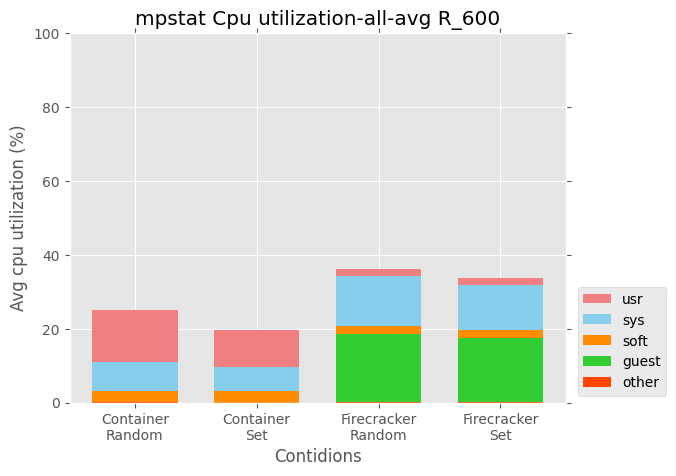 mpstat Cpu utilization-all-avg R_600
Avg cpu utilization (%)
100
80
60
40
20
0
Container
Random
Container
Set
Firecracker
Random
Firecracker
Set
Contidions
usr
sys
soft
guest
other